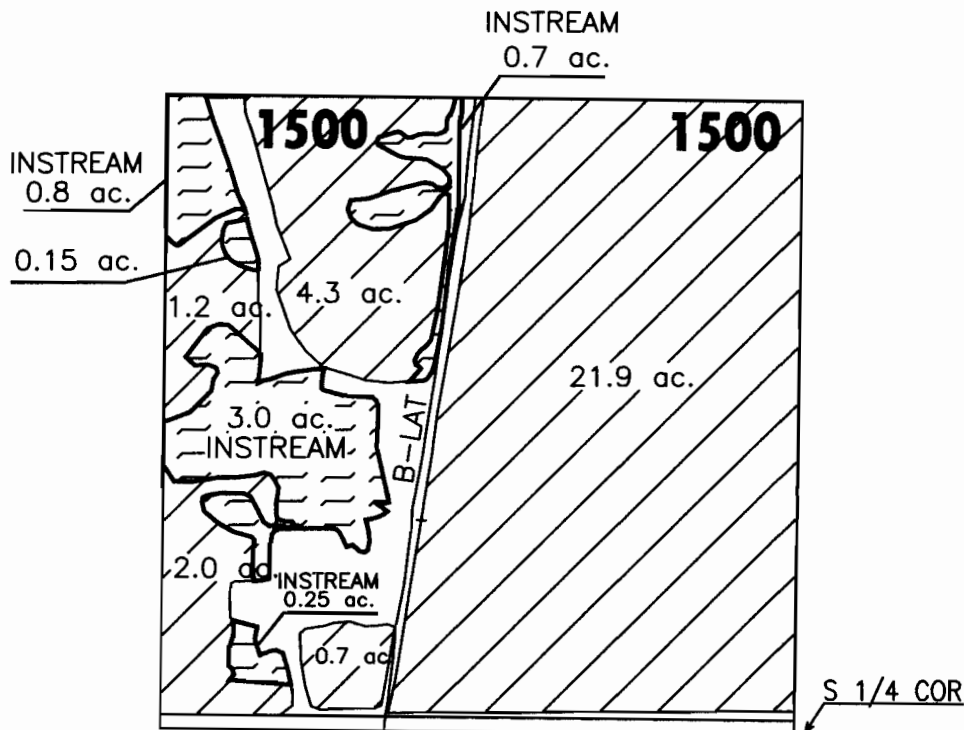 INSTREAM
0.7 ac.
1500
1500
INSTREAM
0.8 ac.
0.15 ac.
1.2 ac.
4.3 ac.
21.9 ac.
3.0 ac.
INSTREAM
B-LAT
2.0 ac.
INSTREAM
0.25 ac.
0.7 ac
S 1/4 COR